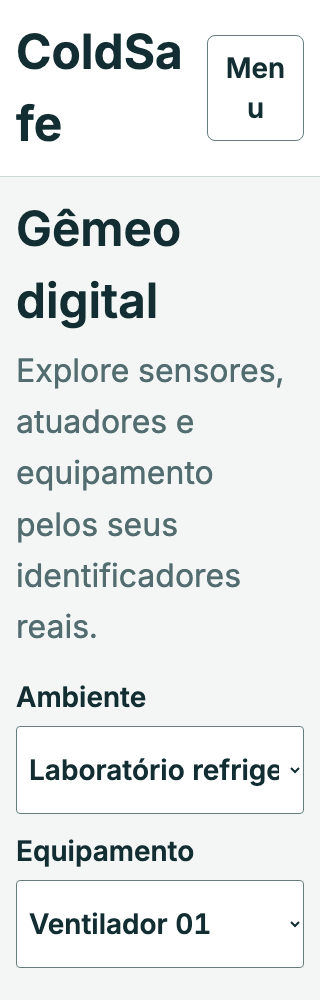 ColdSa
fe
Men
u
Gêmeo
digital
Explore sensores,
atuadores e
equipamento
pelos seus
identificadores
reais.
Ambiente
Laboratório refrige
Equipamento
Ventilador 01